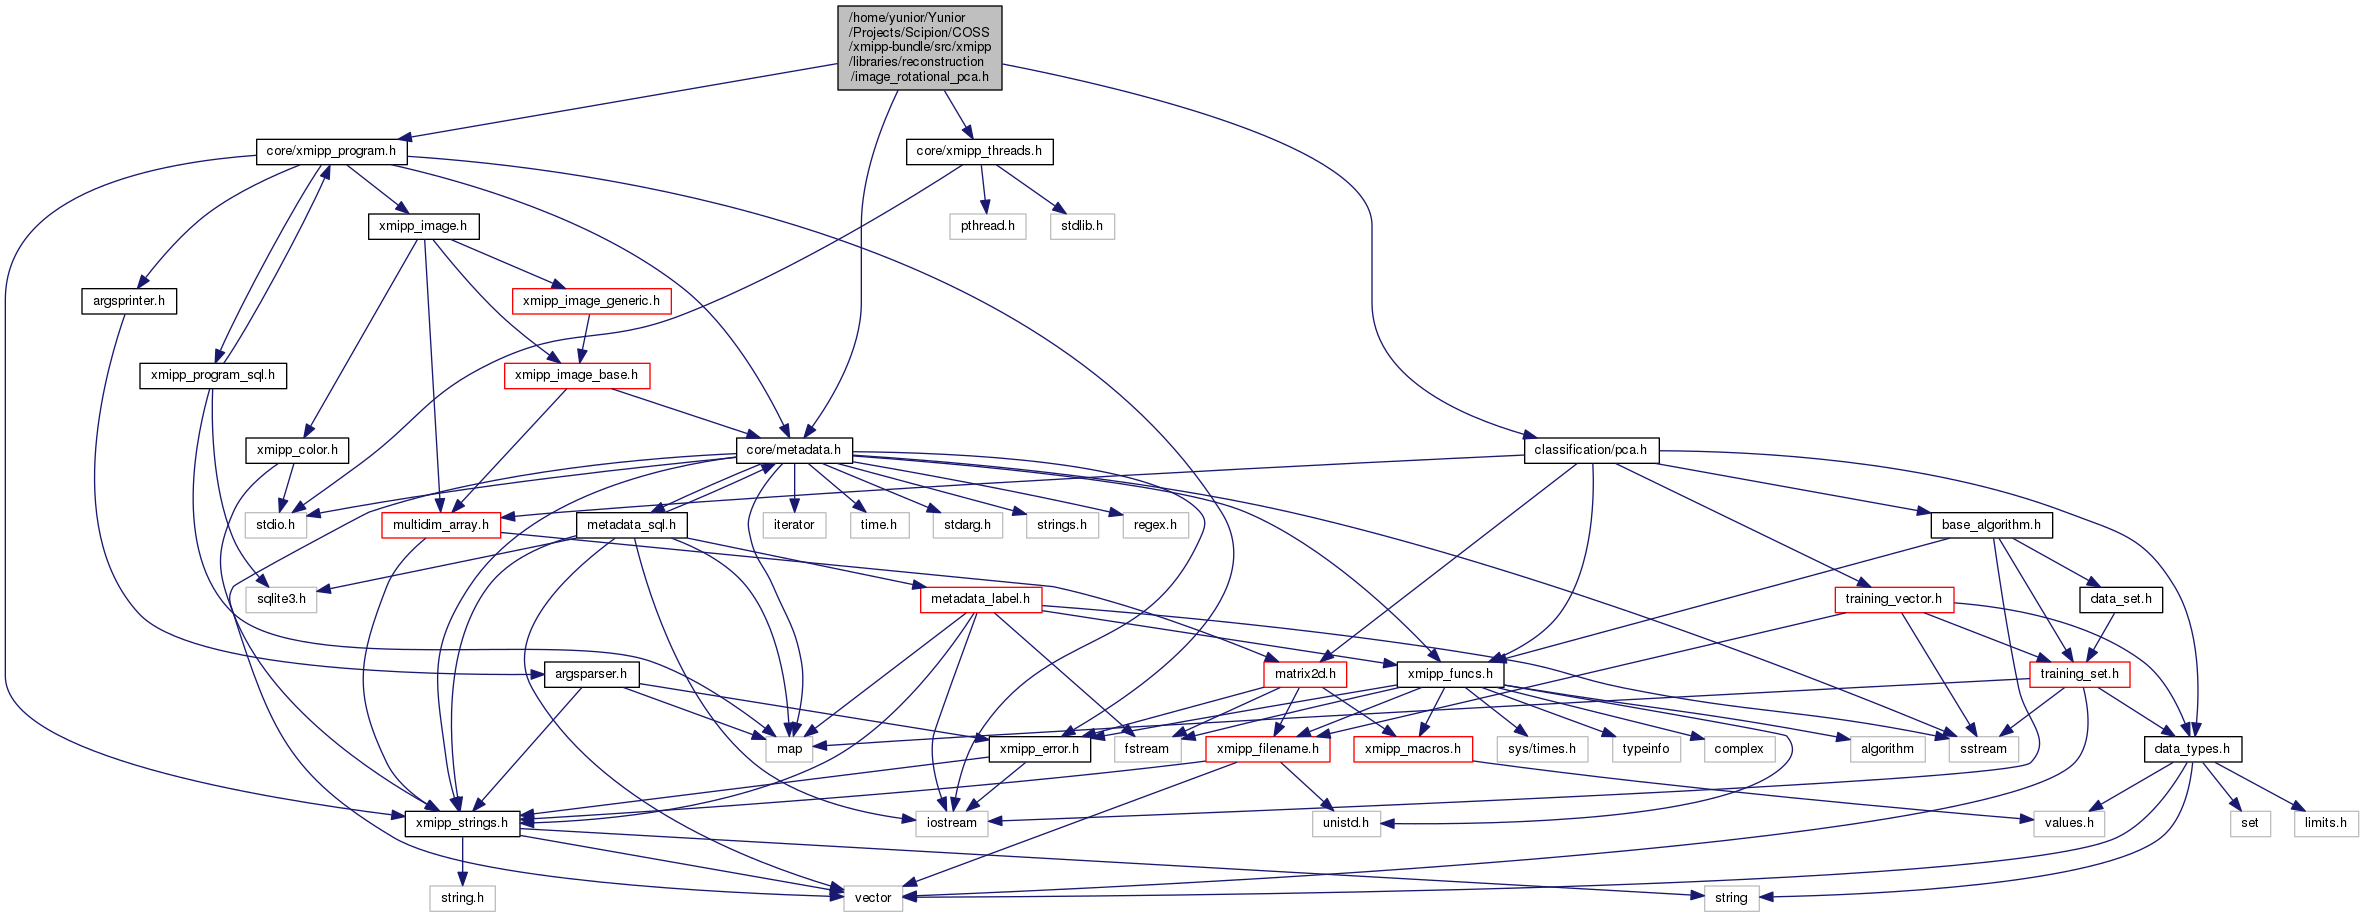 /home/yunior/Yunior
/Projects/Scipion/COSS
/xmipp-bundle/src/xmipp
/libraries/reconstruction
/image_rotational_pca.h
core/xmipp_program.h
core/xmipp_threads.h
xmipp_image.h
pthread.h
stdlib.h
argsprinter.h
xmipp_image_generic.h
xmipp_program_sql.h
xmipp_image_base.h
xmipp_color.h
core/metadata.h
classification/pca.h
stdio.h
multidim_array.h
metadata_sql.h
iterator
time.h
stdarg.h
strings.h
regex.h
base_algorithm.h
sqlite3.h
metadata_label.h
training_vector.h
data_set.h
argsparser.h
matrix2d.h
xmipp_funcs.h
training_set.h
map
xmipp_error.h
fstream
xmipp_filename.h
xmipp_macros.h
sys/times.h
typeinfo
complex
algorithm
sstream
data_types.h
xmipp_strings.h
iostream
unistd.h
values.h
set
limits.h
string.h
vector
string